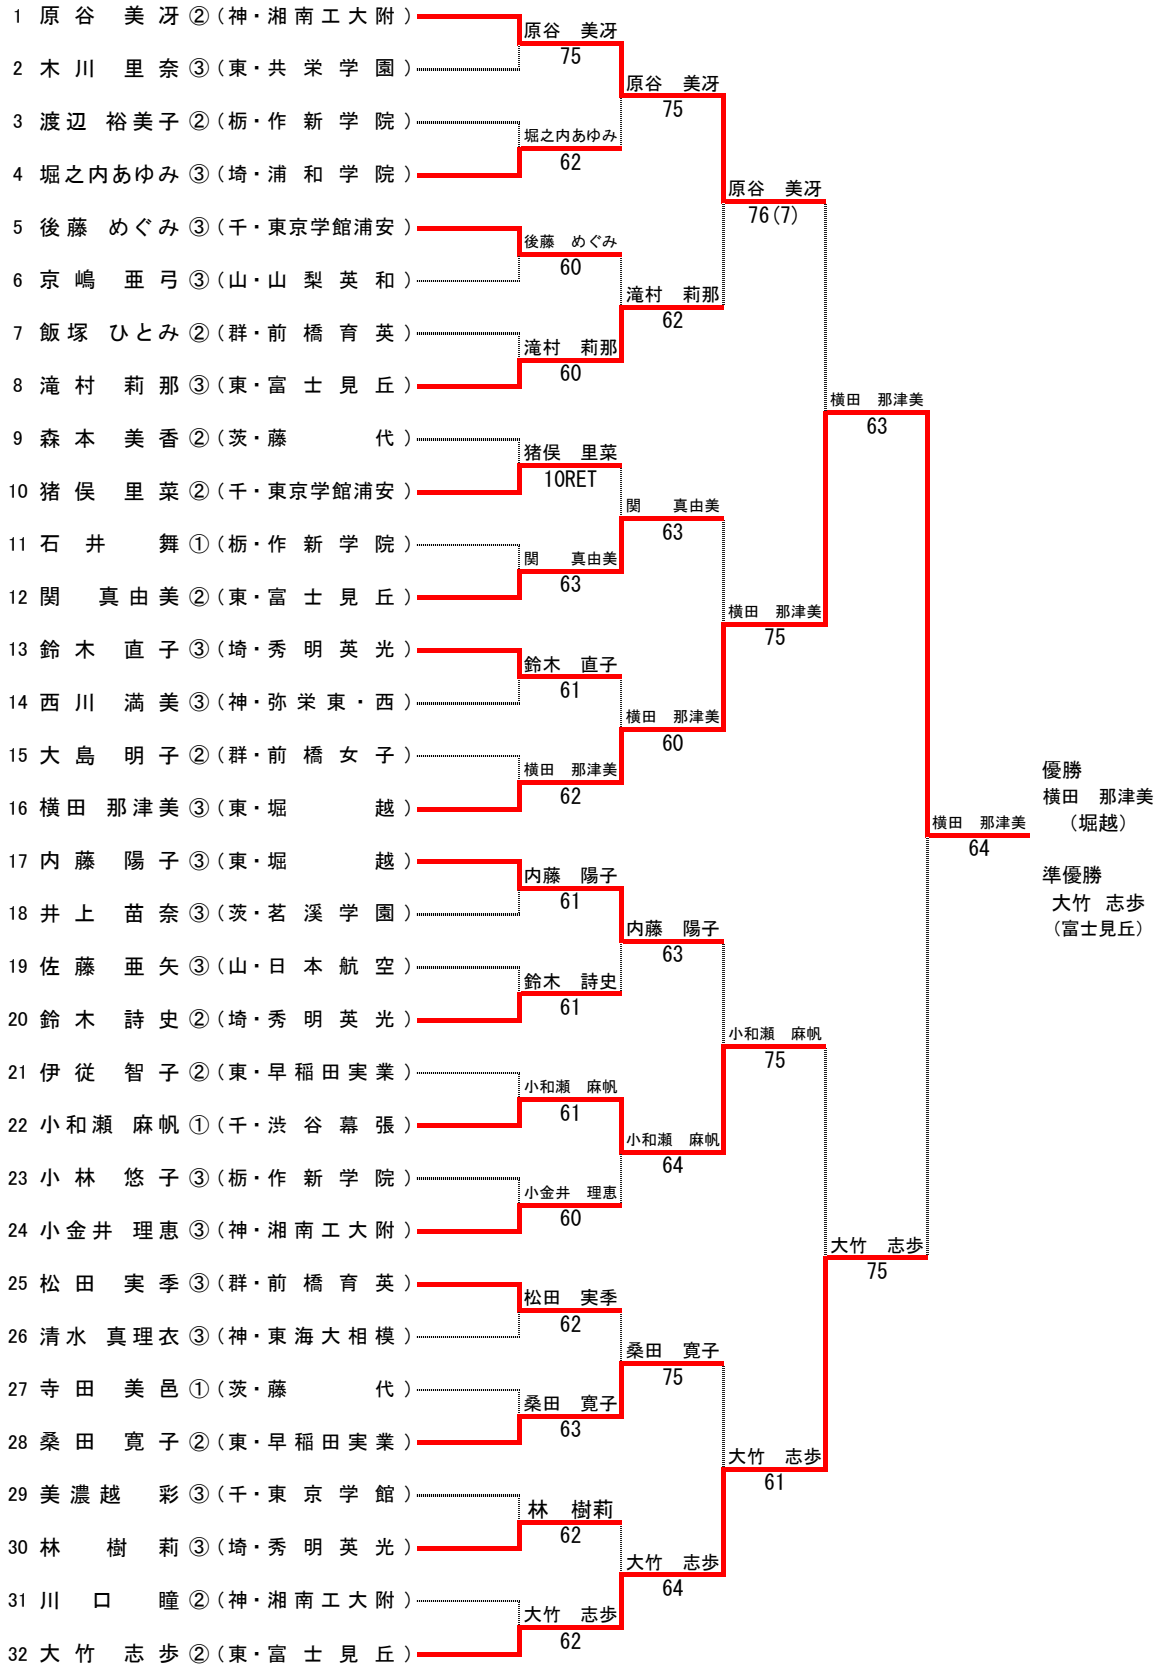 1 原谷 美冴 ② (神・湘南工大附)
2 木川 里奈 ③ (東・共栄学園)
3 渡辺 裕美子 ② (栃・作新学院)
4 堀之内あゆみ ③ (埼・浦和学院)
5 後藤 めぐみ ③ (千・東京学館浦安)
6 京嶋 亜弓 ③ (山・山梨英和)
7 飯塚 ひとみ ② (群・前橋育英)
8 滝村 莉那 ③ (東・富士見丘)
9 森本 美香 ② (茨・藤代)
10 猪俣 里菜 ② (千・東京学館浦安)
11 石井 舞 ① (栃・作新学院)
12 関 真由美 ② (東・富士見丘)
13 鈴木 直子 ③ (埼・秀明英光)
14 西川 満美 ③ (神・弥栄東・西)
15 大島 明子 ② (群・前橋女子)
16 横田 那津美 ③ (東・堀越)
17 内藤 陽子 ③ (東・堀越)
18 井上 苗奈 ③ (茨・茗溪学園)
19 佐藤 亜矢 ③ (山・日本航空)
20 鈴木 詩史 ② (埼・秀明英光)
21 伊従 智子 ② (東・早稲田実業)
22 小和瀬 麻帆 ① (千・渋谷幕張)
23 小林 悠子 ③ (栃・作新学院)
24 小金井 理恵 ③ (神・湘南工大附)
25 松田 実季 ③ (群・前橋育英)
26 清水 真理衣 ③ (神・東海大相模)
27 寺田 美邑 ① (茨・藤代)
28 桑田 寛子 ② (東・早稲田実業)
29 美濃越 彩 ③ (千・東京学館)
30 林 樹莉 ③ (埼・秀明英光)
31 川口 瞳 ② (神・湘南工大附)
32 大竹 志歩 ② (東・富士見丘)
原谷 美冴
75
堀之内あゆみ
62
後藤 めぐみ
60
滝村 莉那
60
猪俣 里菜
10RET
関 真由美
63
鈴木 直子
61
横田 那津美
62
内藤 陽子
61
鈴木 詩史
61
小和瀬 麻帆
61
小金井 理恵
60
松田 実季
62
桑田 寛子
63
林 樹莉
62
大竹 志歩
62
原谷 美冴
75
滝村 莉那
62
関 真由美
63
横田 那津美
60
内藤 陽子
63
小和瀬 麻帆
64
桑田 寛子
75
大竹 志歩
64
原谷 美冴
76(7)
横田 那津美
75
小和瀬 麻帆
75
大竹 志歩
61
横田 那津美
63
大竹 志歩
75
横田 那津美
64
優勝
横田 那津美
(堀越)
準優勝
大竹 志歩
(富士見丘)